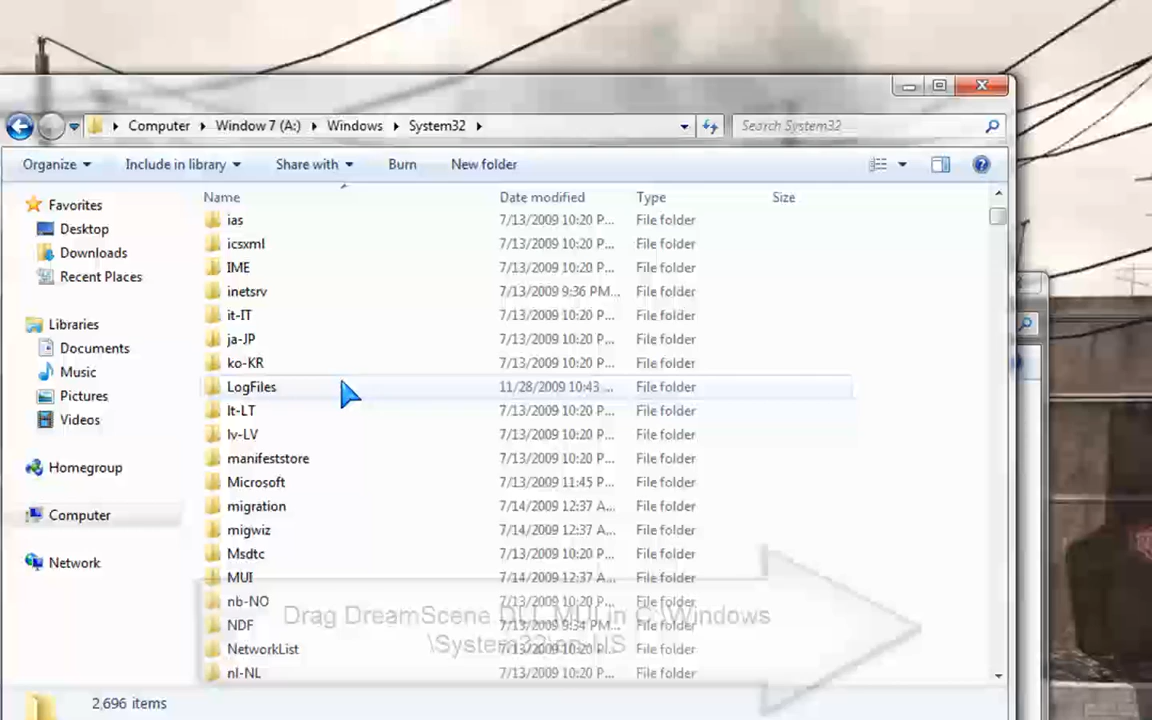 Computer Window 7 (A:) Windows System32 Search System32
Organize Include in library Share with Burn New folder
Name Date modified Type Size
Favorites
Desktop
Downloads
Recent Places
Libraries
Documents
Music
Pictures
Videos
Homegroup
Computer
Network
ias 7/13/2009 10:20 P... File folder
icsxml 7/13/2009 10:20 P... File folder
IME 7/13/2009 10:20 P... File folder
inetsrv 7/13/2009 9:36 PM... File folder
it-IT 7/13/2009 10:20 P... File folder
ja-JP 7/13/2009 10:20 P... File folder
ko-KR 7/13/2009 10:20 P... File folder
LogFiles 11/28/2009 10:43 ... File folder
lt-LT 7/13/2009 10:20 P... File folder
lv-LV 7/13/2009 10:20 P... File folder
manifeststore 7/13/2009 10:20 P... File folder
Microsoft 7/13/2009 11:45 P... File folder
migration 7/14/2009 12:37 A... File folder
migwiz 7/14/2009 12:37 A... File folder
Msdtc 7/13/2009 10:20 P... File folder
MUI 7/14/2009 12:37 A... File folder
nb-NO 7/13/2009 10:20 P... File folder
NDF 7/13/2009 9:34 PM... File folder
NetworkList 7/13/2009 10:20 P... File folder
nl-NL 7/13/2009 10:20 P... File folder
Drag DreamScene DLL MUI in C:\Windows
\System32\en-US
2,696 items